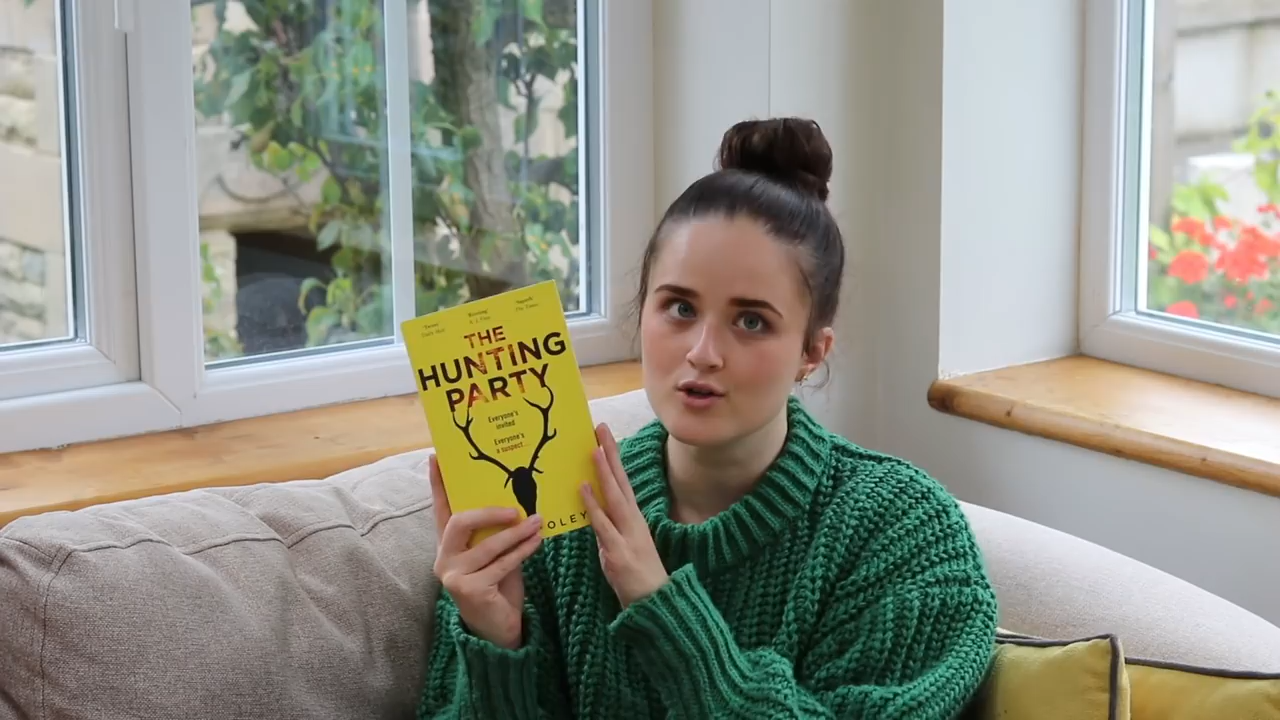 THE
HUNTING
PARTY
Everyone's
invited
Everyone's
a suspect...
OLEY